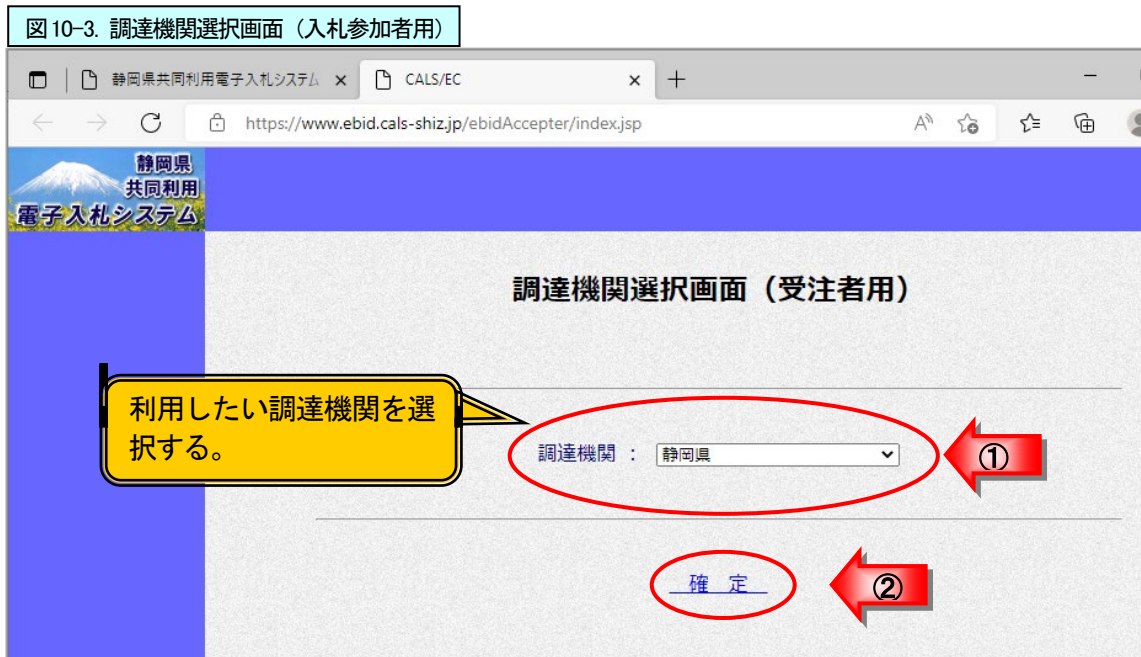 図10-3. 調達機関選択画面（入札参加者用）
静岡県共同利用電子入札システム
CALS/EC
https://www.ebid.cals-shiz.jp/ebidAccepter/index.jsp
静岡県
共同利用
電子入札システム
調達機関選択画面（受注者用）
利用したい調達機関を選
択する。
調達機関 ： 静岡県
①
確 定
②